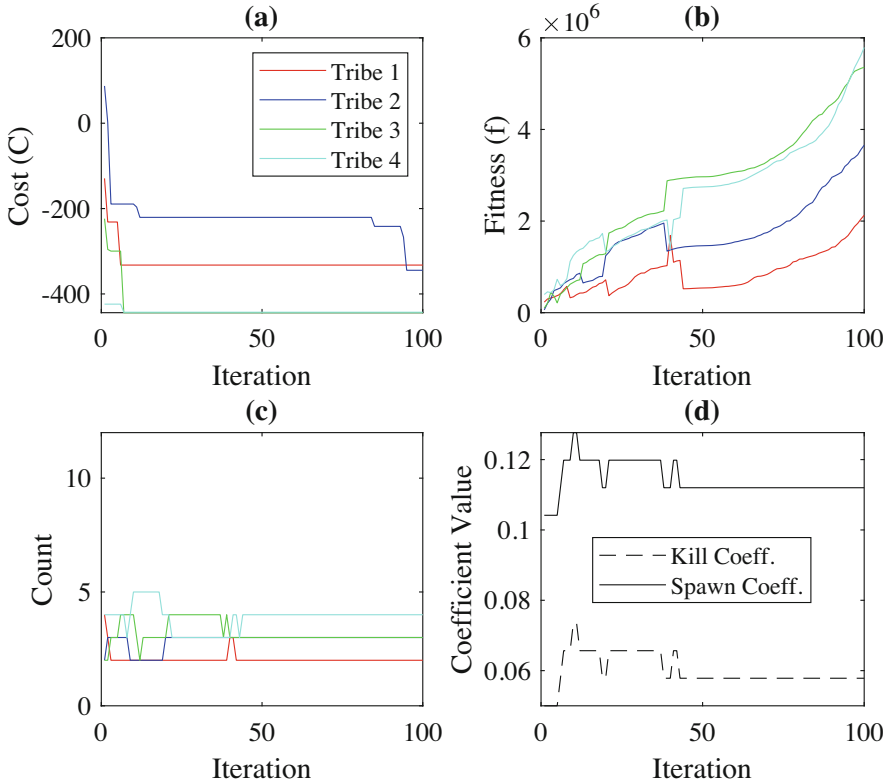 (a)
200
0
-200
-400
0
50
100
Cost (C)
Iteration
Tribe 1
Tribe 2
Tribe 3
Tribe 4
(b)
×10⁶
6
4
2
0
0
50
100
Fitness (f)
Iteration
(c)
10
5
0
0
50
100
Count
Iteration
(d)
0.12
0.1
0.08
0.06
0
50
100
Coefficient Value
Iteration
Kill Coeff.
Spawn Coeff.